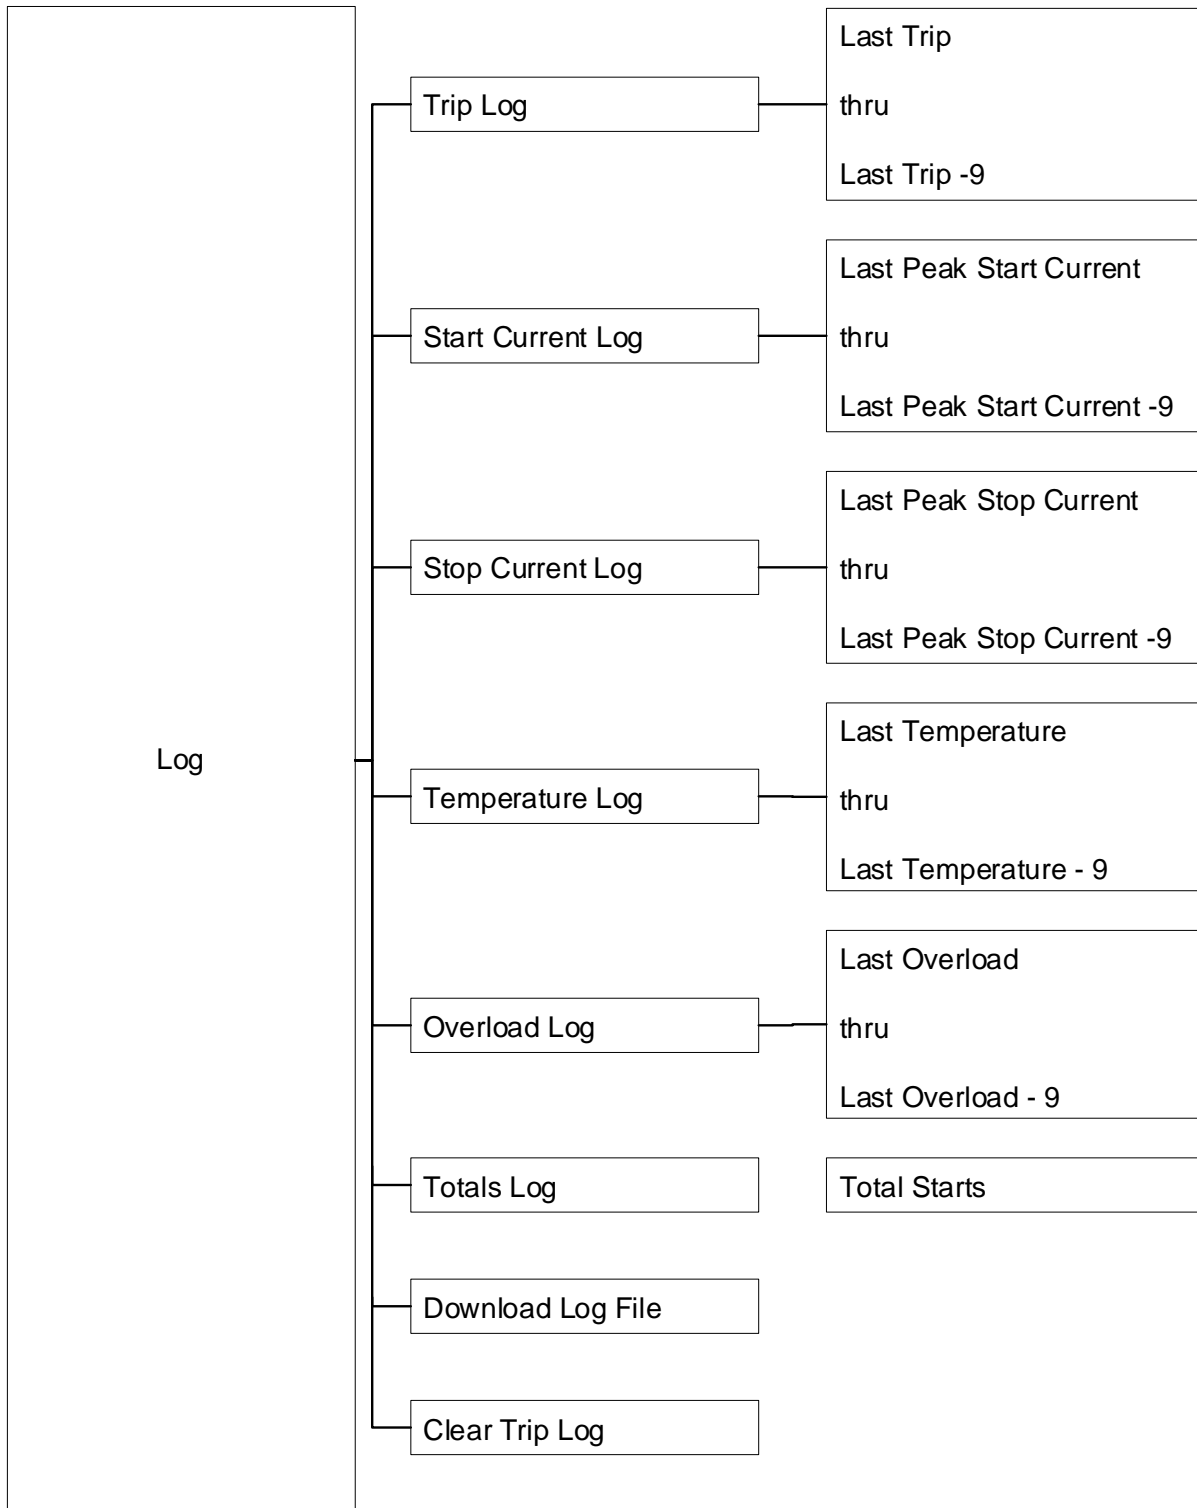 Log
Trip Log
Last Trip
thru
Last Trip -9
Start Current Log
Last Peak Start Current
thru
Last Peak Start Current -9
Stop Current Log
Last Peak Stop Current
thru
Last Peak Stop Current -9
Temperature Log
Last Temperature
thru
Last Temperature - 9
Overload Log
Last Overload
thru
Last Overload - 9
Totals Log
Total Starts
Download Log File
Clear Trip Log